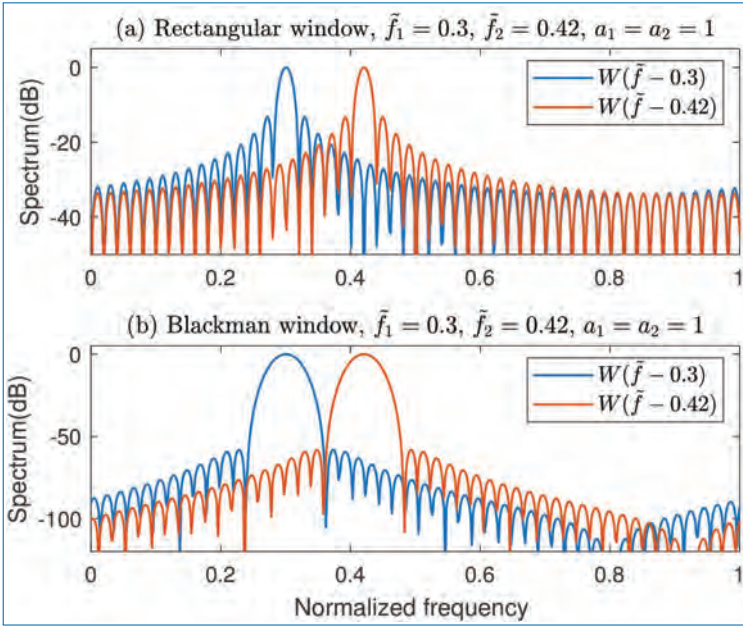 (a) Rectangular window, f̃₁ = 0.3, f̃₂ = 0.42, a₁ = a₂ = 1
Spectrum(dB)
0
-20
-40
W(f̃ − 0.3)
W(f̃ − 0.42)
0 0.2 0.4 0.6 0.8 1
(b) Blackman window, f̃₁ = 0.3, f̃₂ = 0.42, a₁ = a₂ = 1
Spectrum(dB)
0
-50
-100
W(f̃ − 0.3)
W(f̃ − 0.42)
0 0.2 0.4 0.6 0.8 1
Normalized frequency